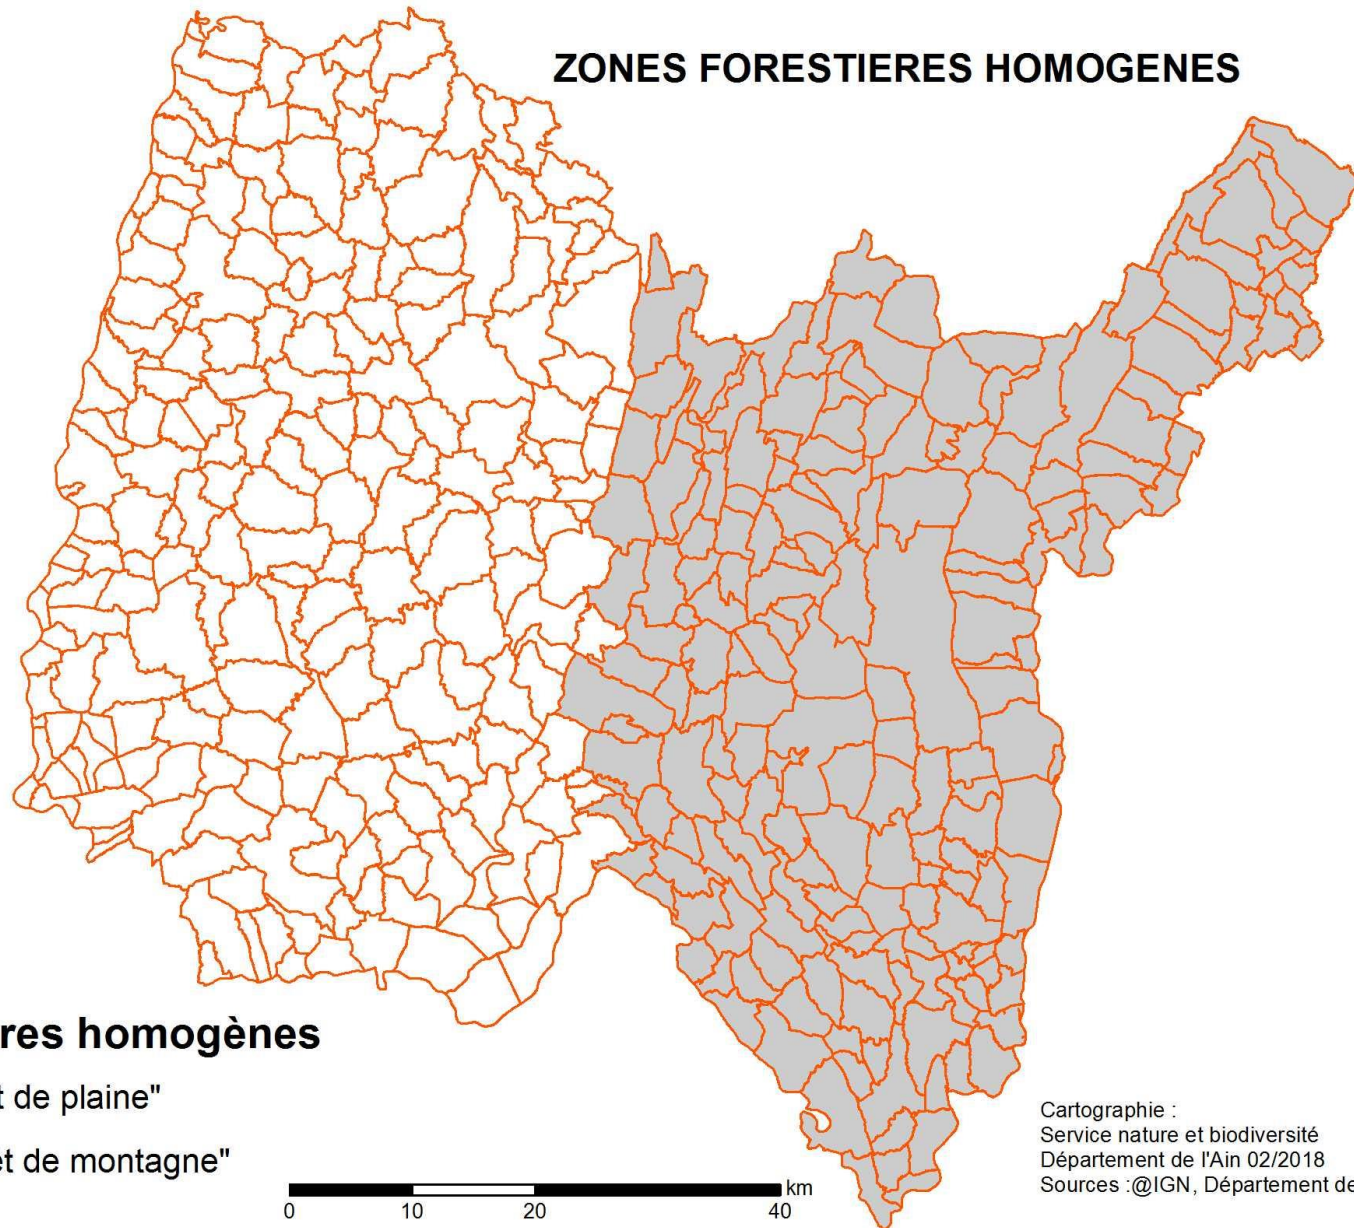 ZONES FORESTIERES HOMOGENES
res homogènes
t de plaine"
et de montagne"
km
0 10 20 40
Cartographie :
Service nature et biodiversité
Département de l'Ain 02/2018
Sources :@IGN, Département de